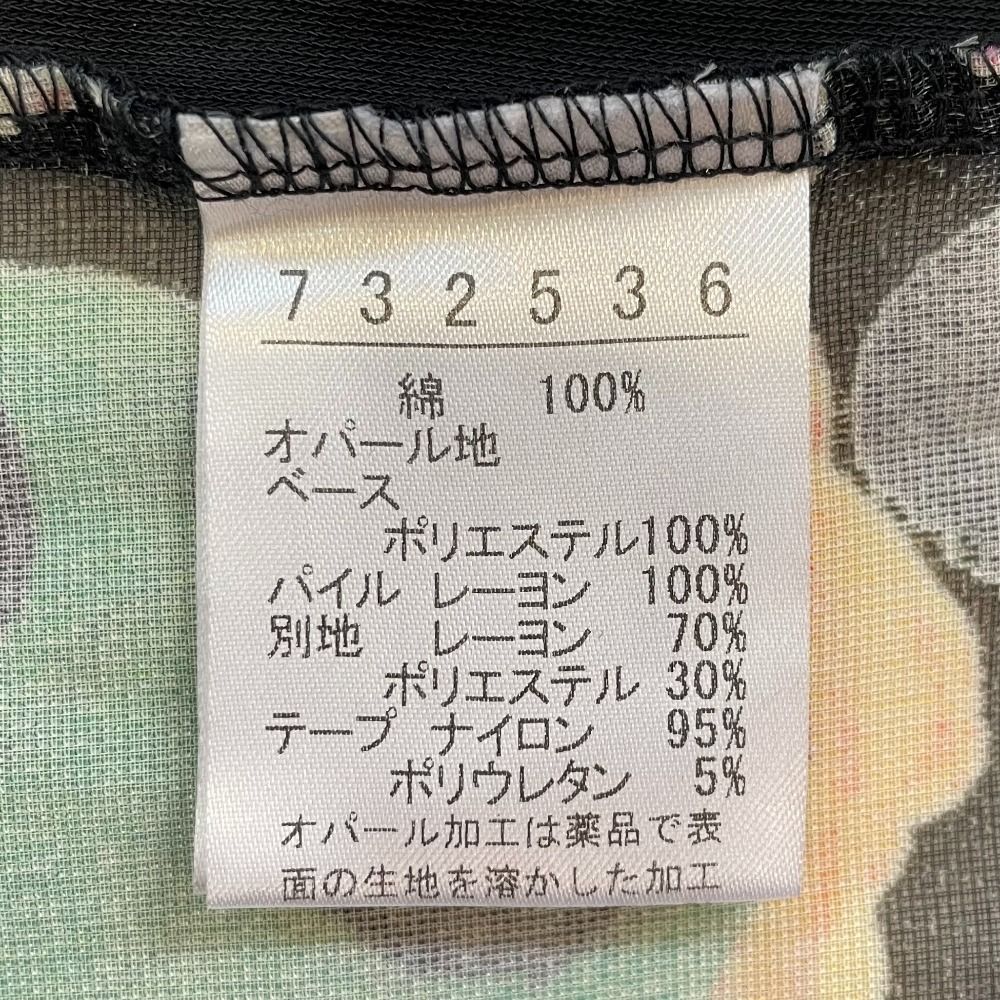 732536
綿 100%
オパール地
ベース
ポリエステル100%
パイル レーヨン 100%
別地 レーヨン 70%
ポリエステル 30%
テープ ナイロン 95%
ポリウレタン 5%
オパール加工は薬品で表
面の生地を溶かした加工